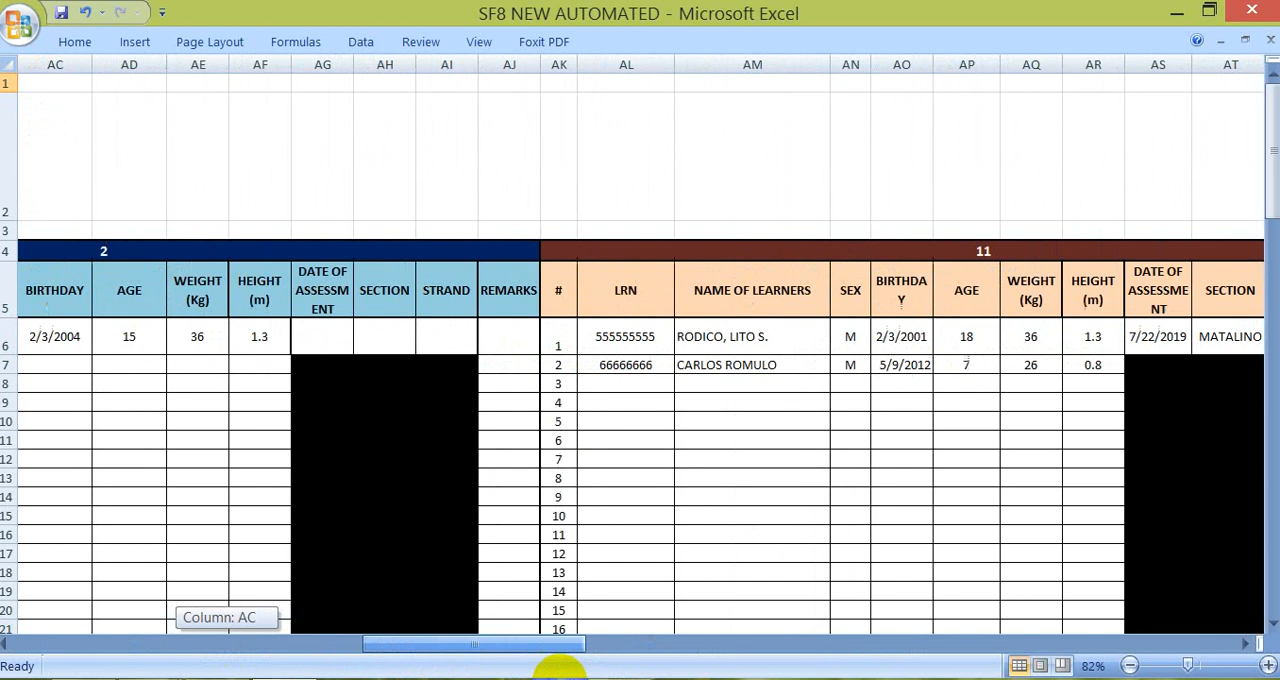 SF8 NEW AUTOMATED - Microsoft Excel
Home Insert Page Layout Formulas Data Review View Foxit PDF
AC AD AE AF AG AH AI AJ AK AL AM AN AO AP AQ AR AS AT
1
2
3
4 2 11
5 BIRTHDAY AGE WEIGHT (Kg) HEIGHT (m) DATE OF ASSESSM ENT SECTION STRAND REMARKS # LRN NAME OF LEARNERS SEX BIRTHDA Y AGE WEIGHT (Kg) HEIGHT (m) DATE OF ASSESSME NT SECTION
6 2/3/2004 15 36 1.3 1 555555555 RODICO, LITO S. M 2/3/2001 18 36 1.3 7/22/2019 MATALINO
7 2 66666666 CARLOS ROMULO M 5/9/2012 7 26 0.8
8 3
9 4
10 5
11 6
12 7
13 8
14 9
15 10
16 11
17 12
18 13
19 14
20 15
21 16
Column: AC
Ready 82%